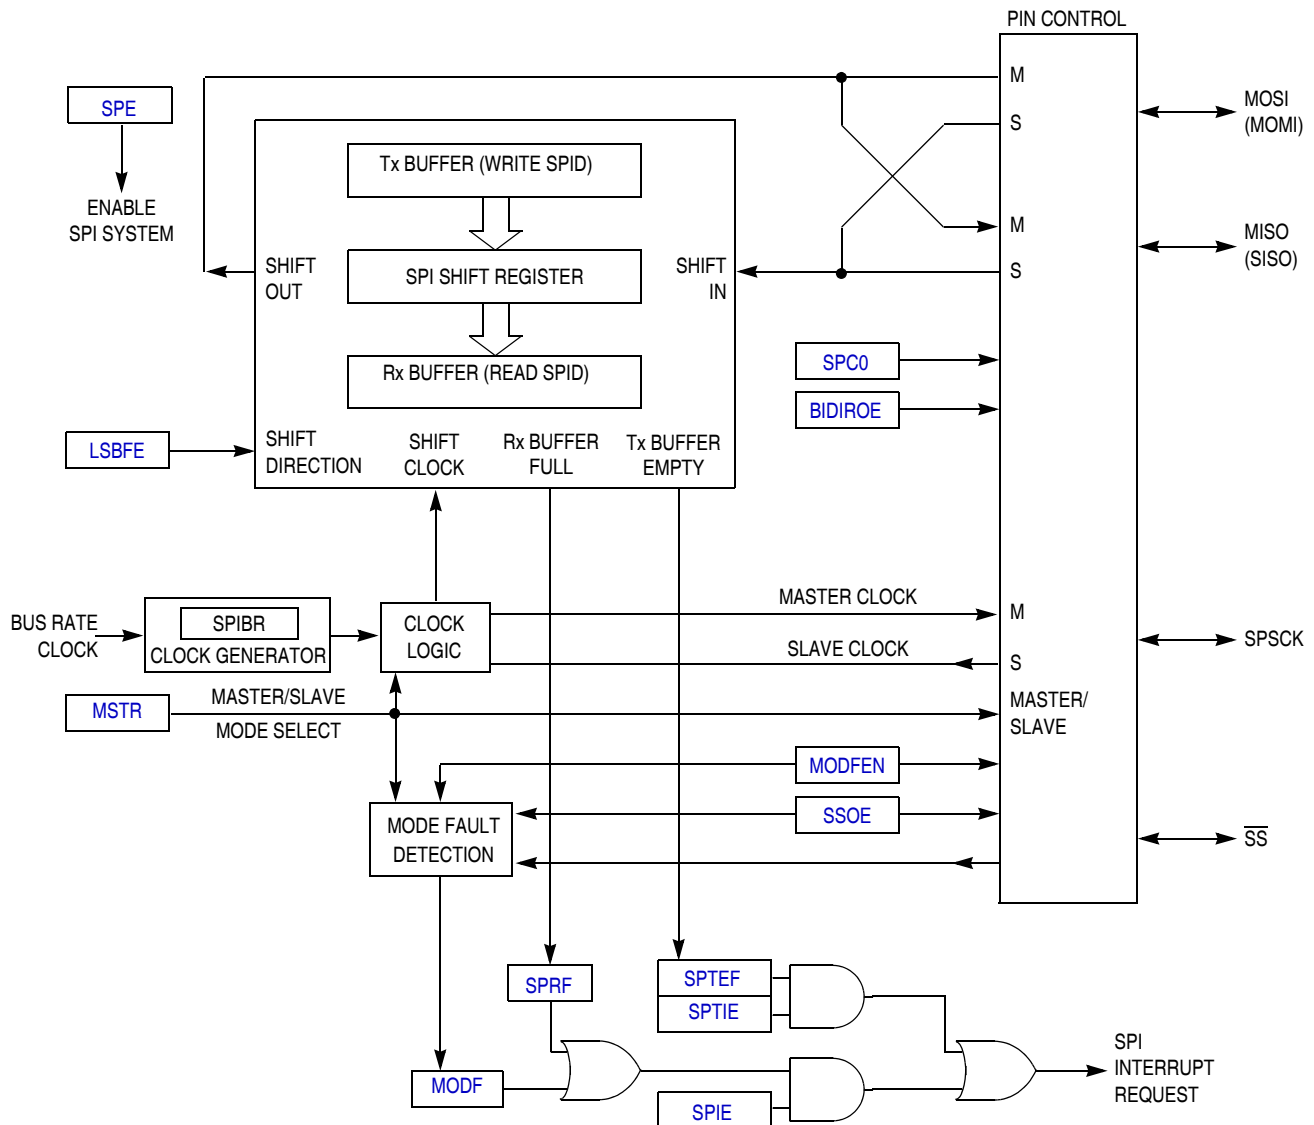 PIN CONTROL
M
S
M
S
MOSI
(MOMI)
MISO
(SISO)
SPE
ENABLE
SPI SYSTEM
Tx BUFFER (WRITE SPID)
SHIFT
OUT
SPI SHIFT REGISTER
SHIFT
IN
Rx BUFFER (READ SPID)
SPC0
BIDIROE
LSBFE
SHIFT
DIRECTION
SHIFT
CLOCK
Rx BUFFER
FULL
Tx BUFFER
EMPTY
BUS RATE
CLOCK
SPIBR
CLOCK GENERATOR
CLOCK
LOGIC
MASTER CLOCK
M
SLAVE CLOCK
S
SPSCK
MSTR
MASTER/SLAVE
MODE SELECT
MASTER/
SLAVE
MODFEN
SSOE
MODE FAULT
DETECTION
SS
SPRF
SPTEF
SPTIE
MODF
SPIE
SPI
INTERRUPT
REQUEST